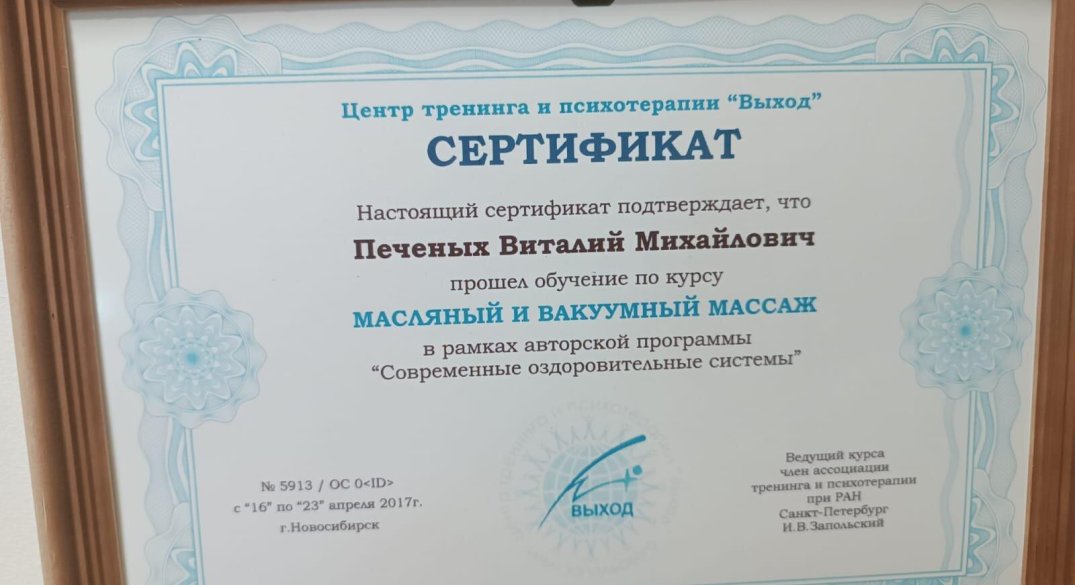 Центр тренинга и психотерапии “Выход”
СЕРТИФИКАТ
Настоящий сертификат подтверждает, что
Печеных Виталий Михайлович
прошел обучение по курсу
МАСЛЯНЫЙ И ВАКУУМНЫЙ МАССАЖ
в рамках авторской программы
“Современные оздоровительные системы”
№ 5913 / ОС 0<ID>
с “16” по “23” апреля 2017г.
г.Новосибирск
ВЫХОД
Ведущий курса
член ассоциации
тренинга и психотерапии
при РАН
Санкт-Петербург
И.В.Запольский